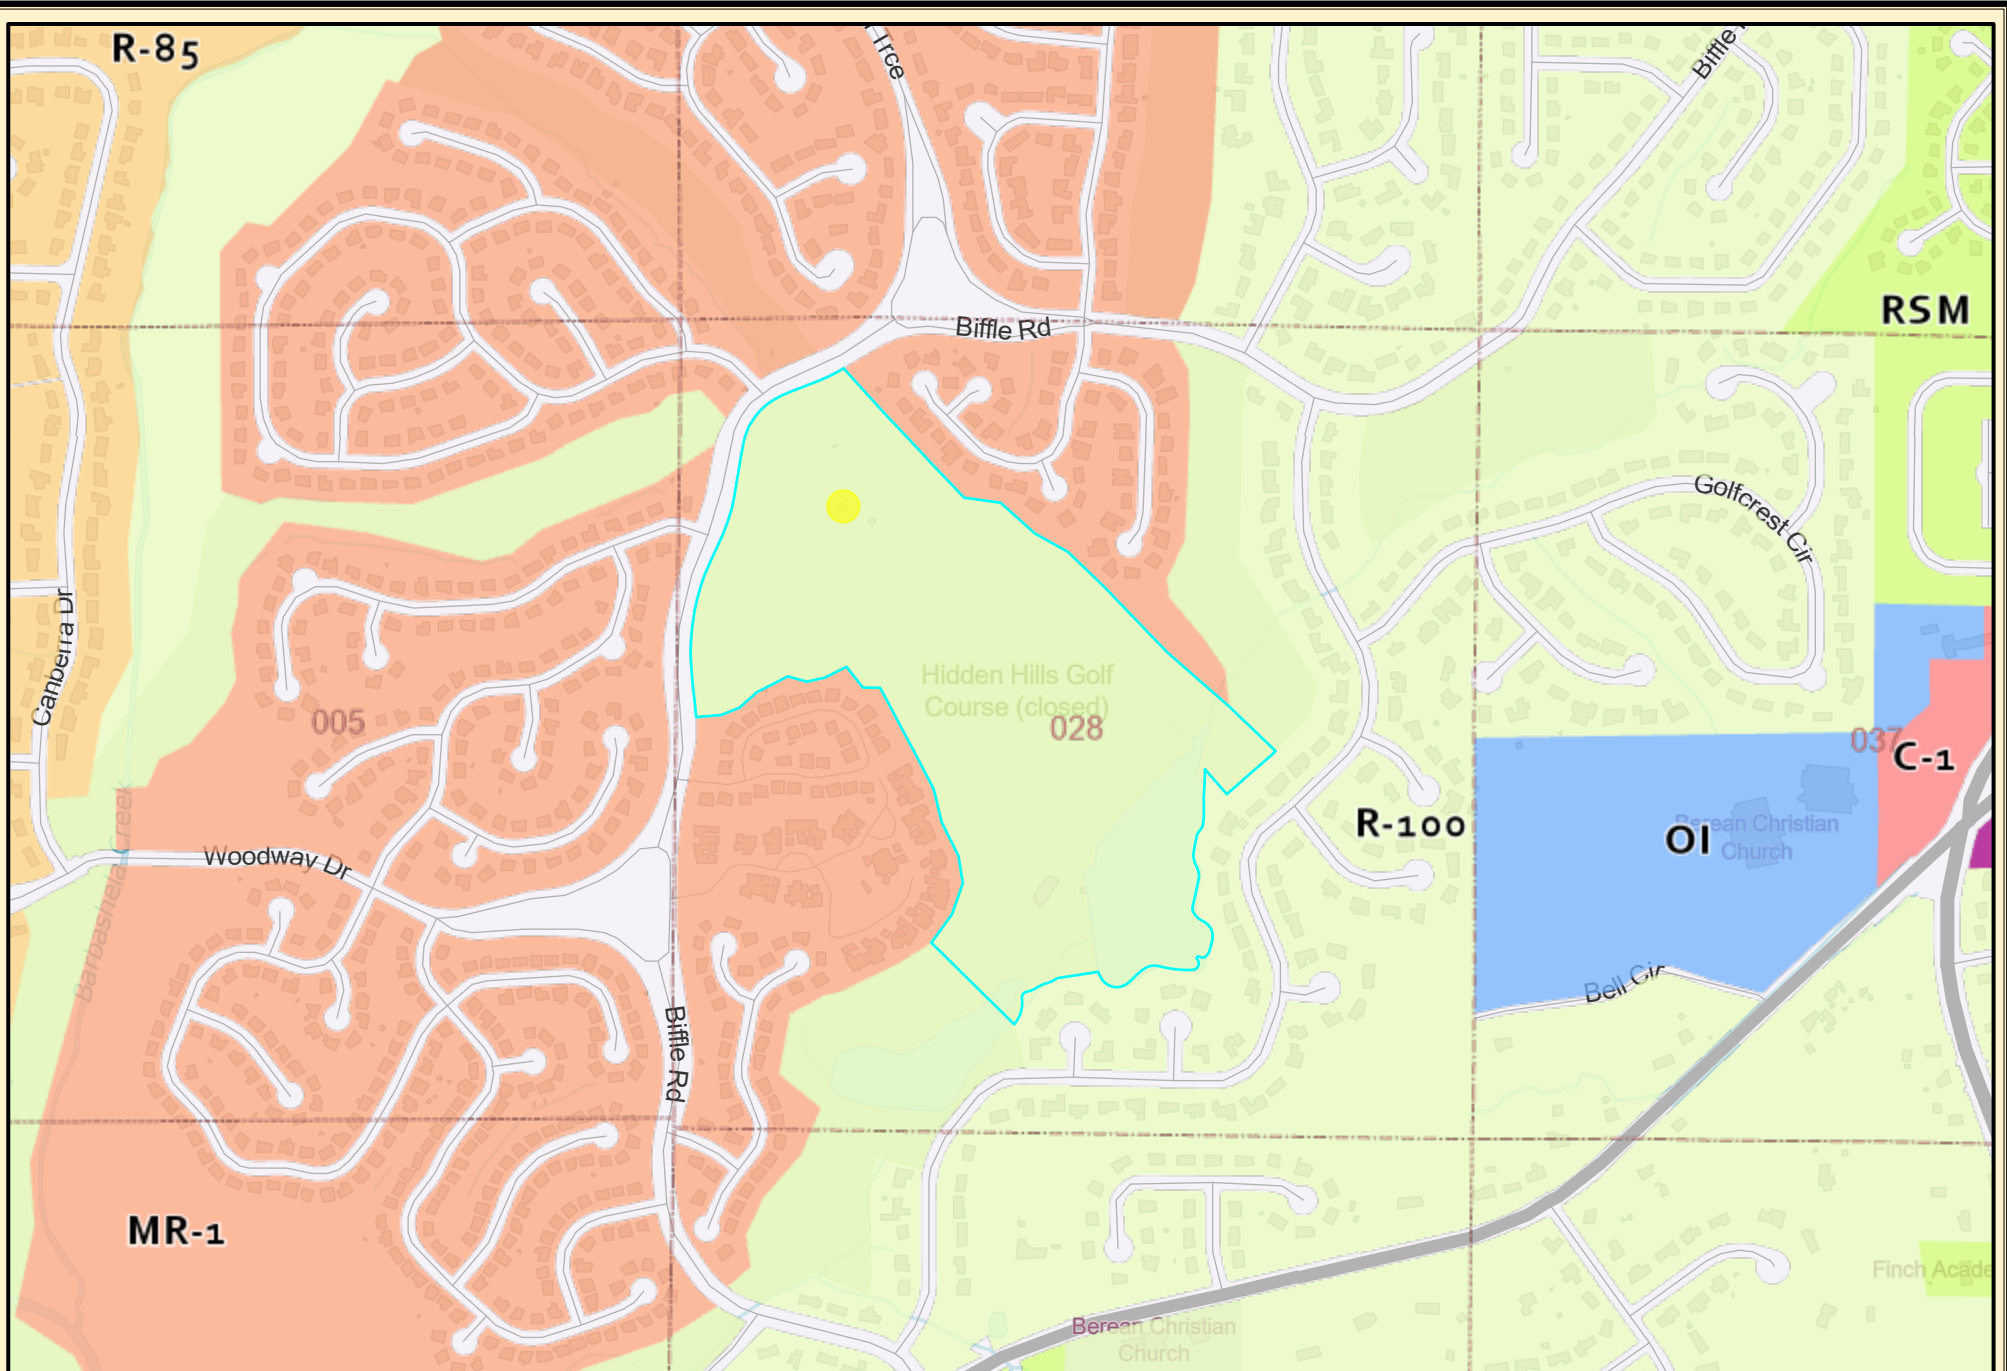 R-85
Trce
Biffle
RSM
Biffle Rd
Golfcrest Cir
Canberra Dr
Hidden Hills Golf
Course (closed)
005
028
037
C-1
R-100
OI
Berean Christian
Church
Woodway Dr
Barbashela Creek
Bell Cir
Biffle Rd
MR-1
Finch Acade
Berean Christian
Church